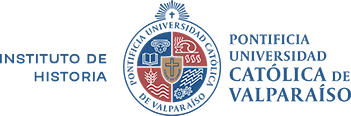 INSTITUTO DE
HISTORIA
PONTIFICIA UNIVERSIDAD CATÓLICA
DE VALPARAÍSO
PONTIFICIA
UNIVERSIDAD
CATÓLICA DE
VALPARAÍSO